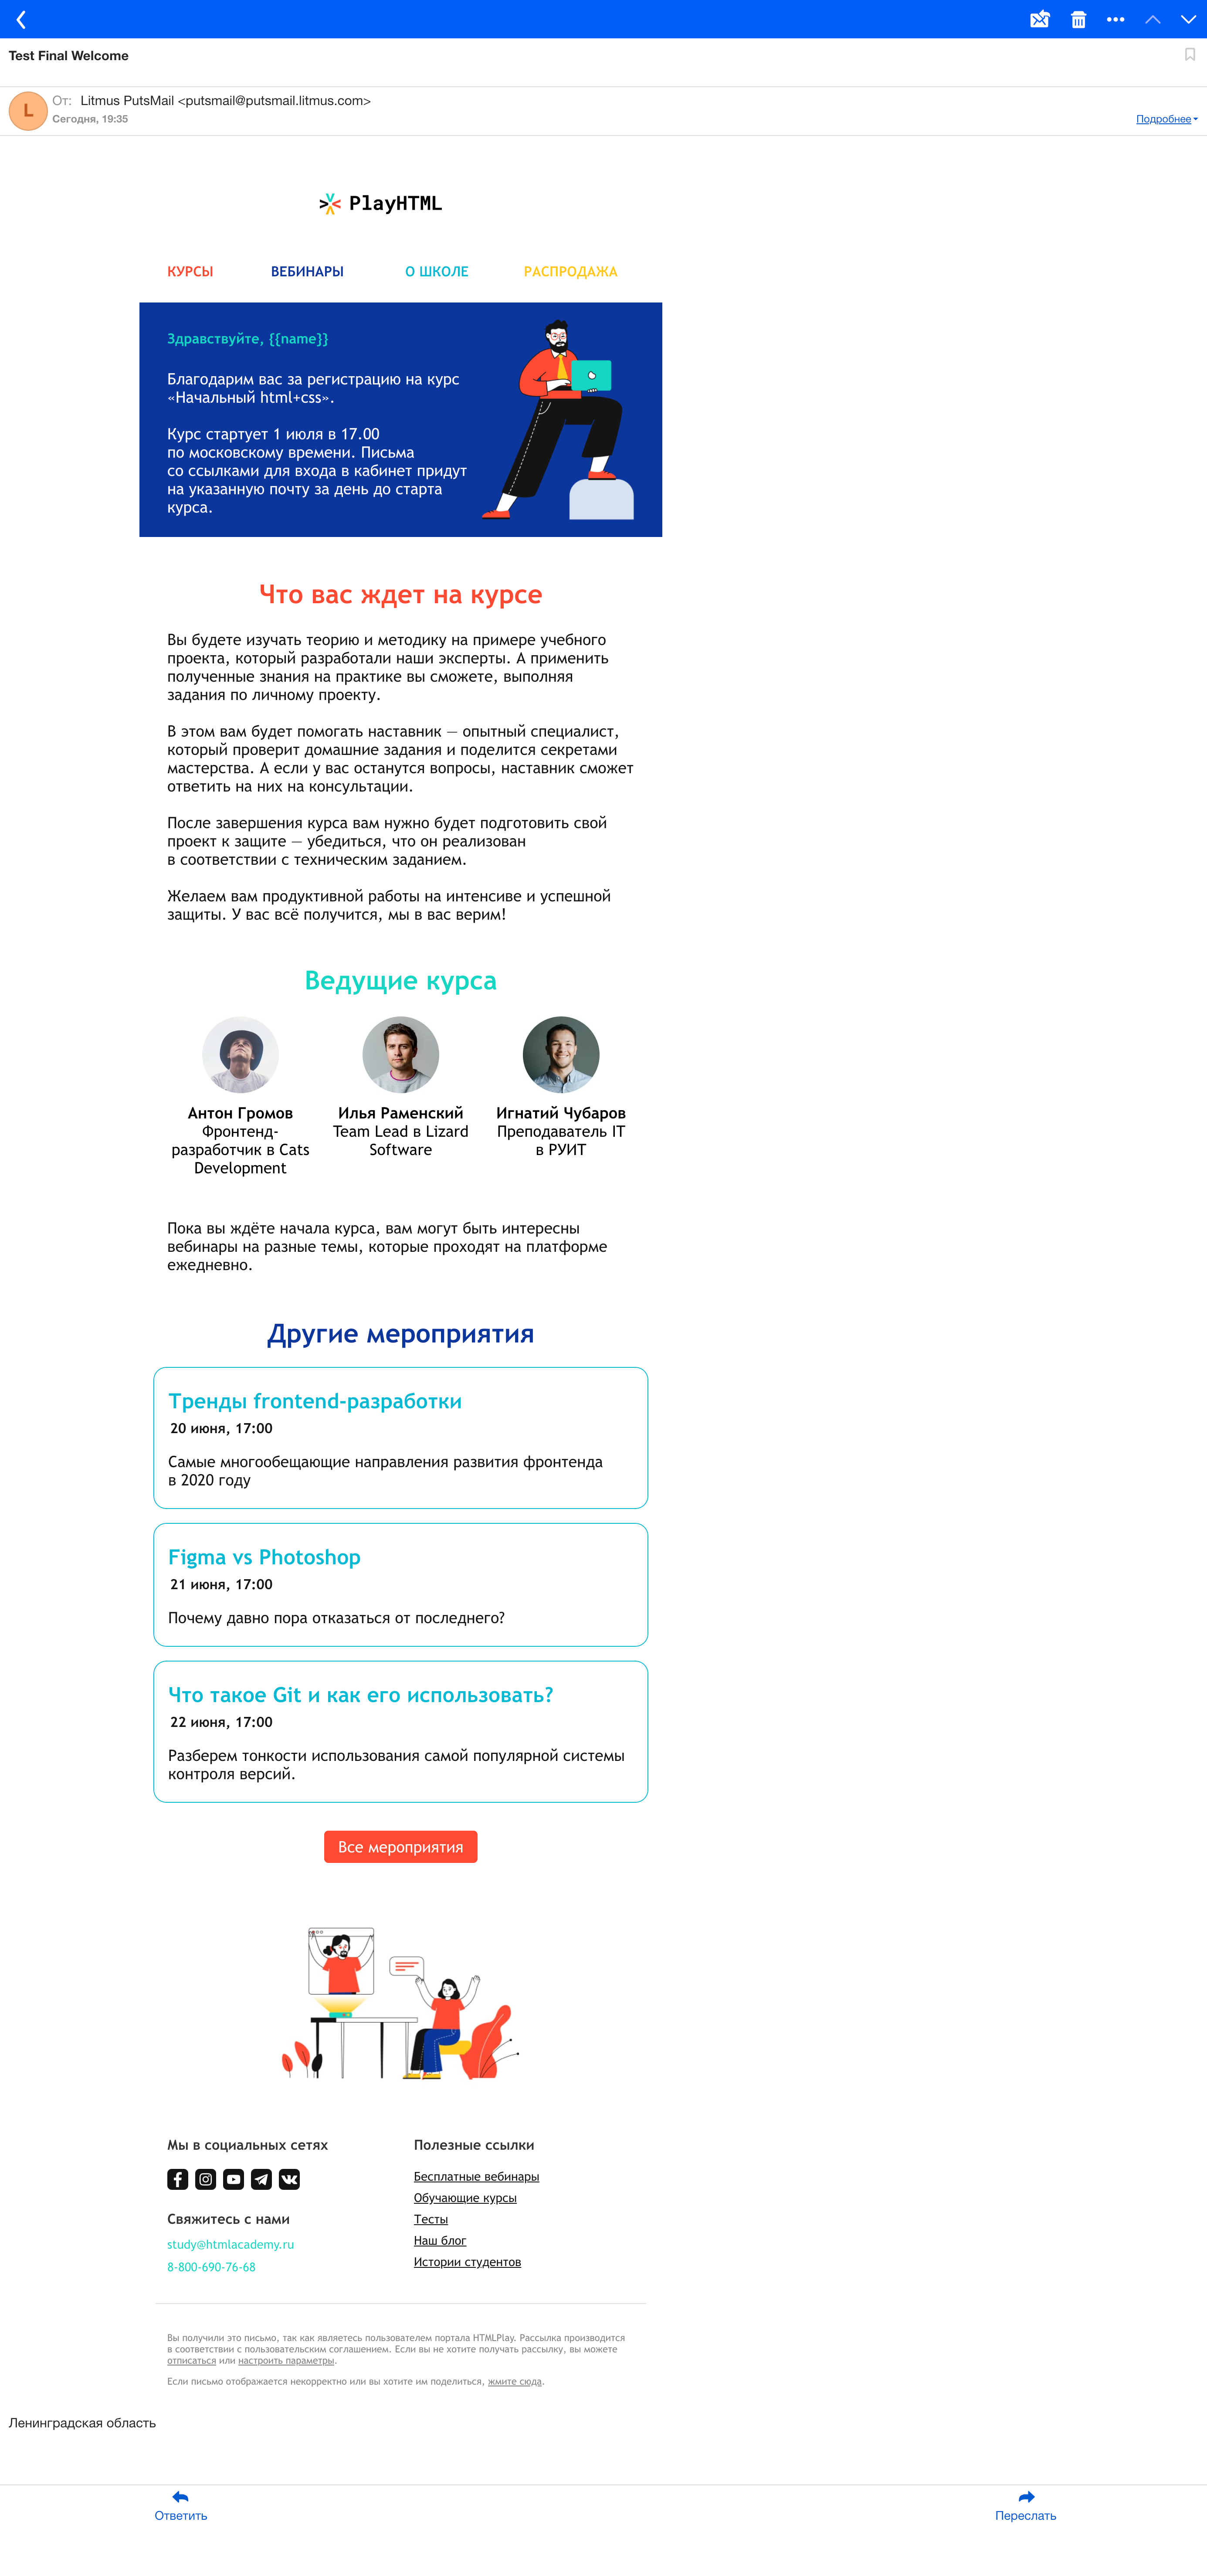 Test Final Welcome
L
От: Litmus PutsMail <putsmail@putsmail.litmus.com>
Сегодня, 19:35
Подробнее
PlayHTML
КУРСЫ ВЕБИНАРЫ О ШКОЛЕ РАСПРОДАЖА
Здравствуйте, {{name}}
Благодарим вас за регистрацию на курс
«Начальный html+css».
Курс стартует 1 июля в 17.00
по московскому времени. Письма
со ссылками для входа в кабинет придут
на указанную почту за день до старта
курса.
Что вас ждет на курсе
Вы будете изучать теорию и методику на примере учебного
проекта, который разработали наши эксперты. А применить
полученные знания на практике вы сможете, выполняя
задания по личному проекту.
В этом вам будет помогать наставник — опытный специалист,
который проверит домашние задания и поделится секретами
мастерства. А если у вас останутся вопросы, наставник сможет
ответить на них на консультации.
После завершения курса вам нужно будет подготовить свой
проект к защите — убедиться, что он реализован
в соответствии с техническим заданием.
Желаем вам продуктивной работы на интенсиве и успешной
защиты. У вас всё получится, мы в вас верим!
Ведущие курса
Антон Громов
Фронтенд-
разработчик в Cats
Development
Илья Раменский
Team Lead в Lizard
Software
Игнатий Чубаров
Преподаватель IT
в РУИТ
Пока вы ждёте начала курса, вам могут быть интересны
вебинары на разные темы, которые проходят на платформе
ежедневно.
Другие мероприятия
Тренды frontend-разработки
20 июня, 17:00
Самые многообещающие направления развития фронтенда
в 2020 году
Figma vs Photoshop
21 июня, 17:00
Почему давно пора отказаться от последнего?
Что такое Git и как его использовать?
22 июня, 17:00
Разберем тонкости использования самой популярной системы
контроля версий.
Все мероприятия
Мы в социальных сетях
Свяжитесь с нами
study@htmlacademy.ru
8-800-690-76-68
Полезные ссылки
Бесплатные вебинары
Обучающие курсы
Тесты
Наш блог
Истории студентов
Вы получили это письмо, так как являетесь пользователем портала HTMLPlay. Рассылка производится
в соответствии с пользовательским соглашением. Если вы не хотите получать рассылку, вы можете
отписаться или настроить параметры.
Если письмо отображается некорректно или вы хотите им поделиться, жмите сюда.
Ленинградская область
Ответить
Переслать